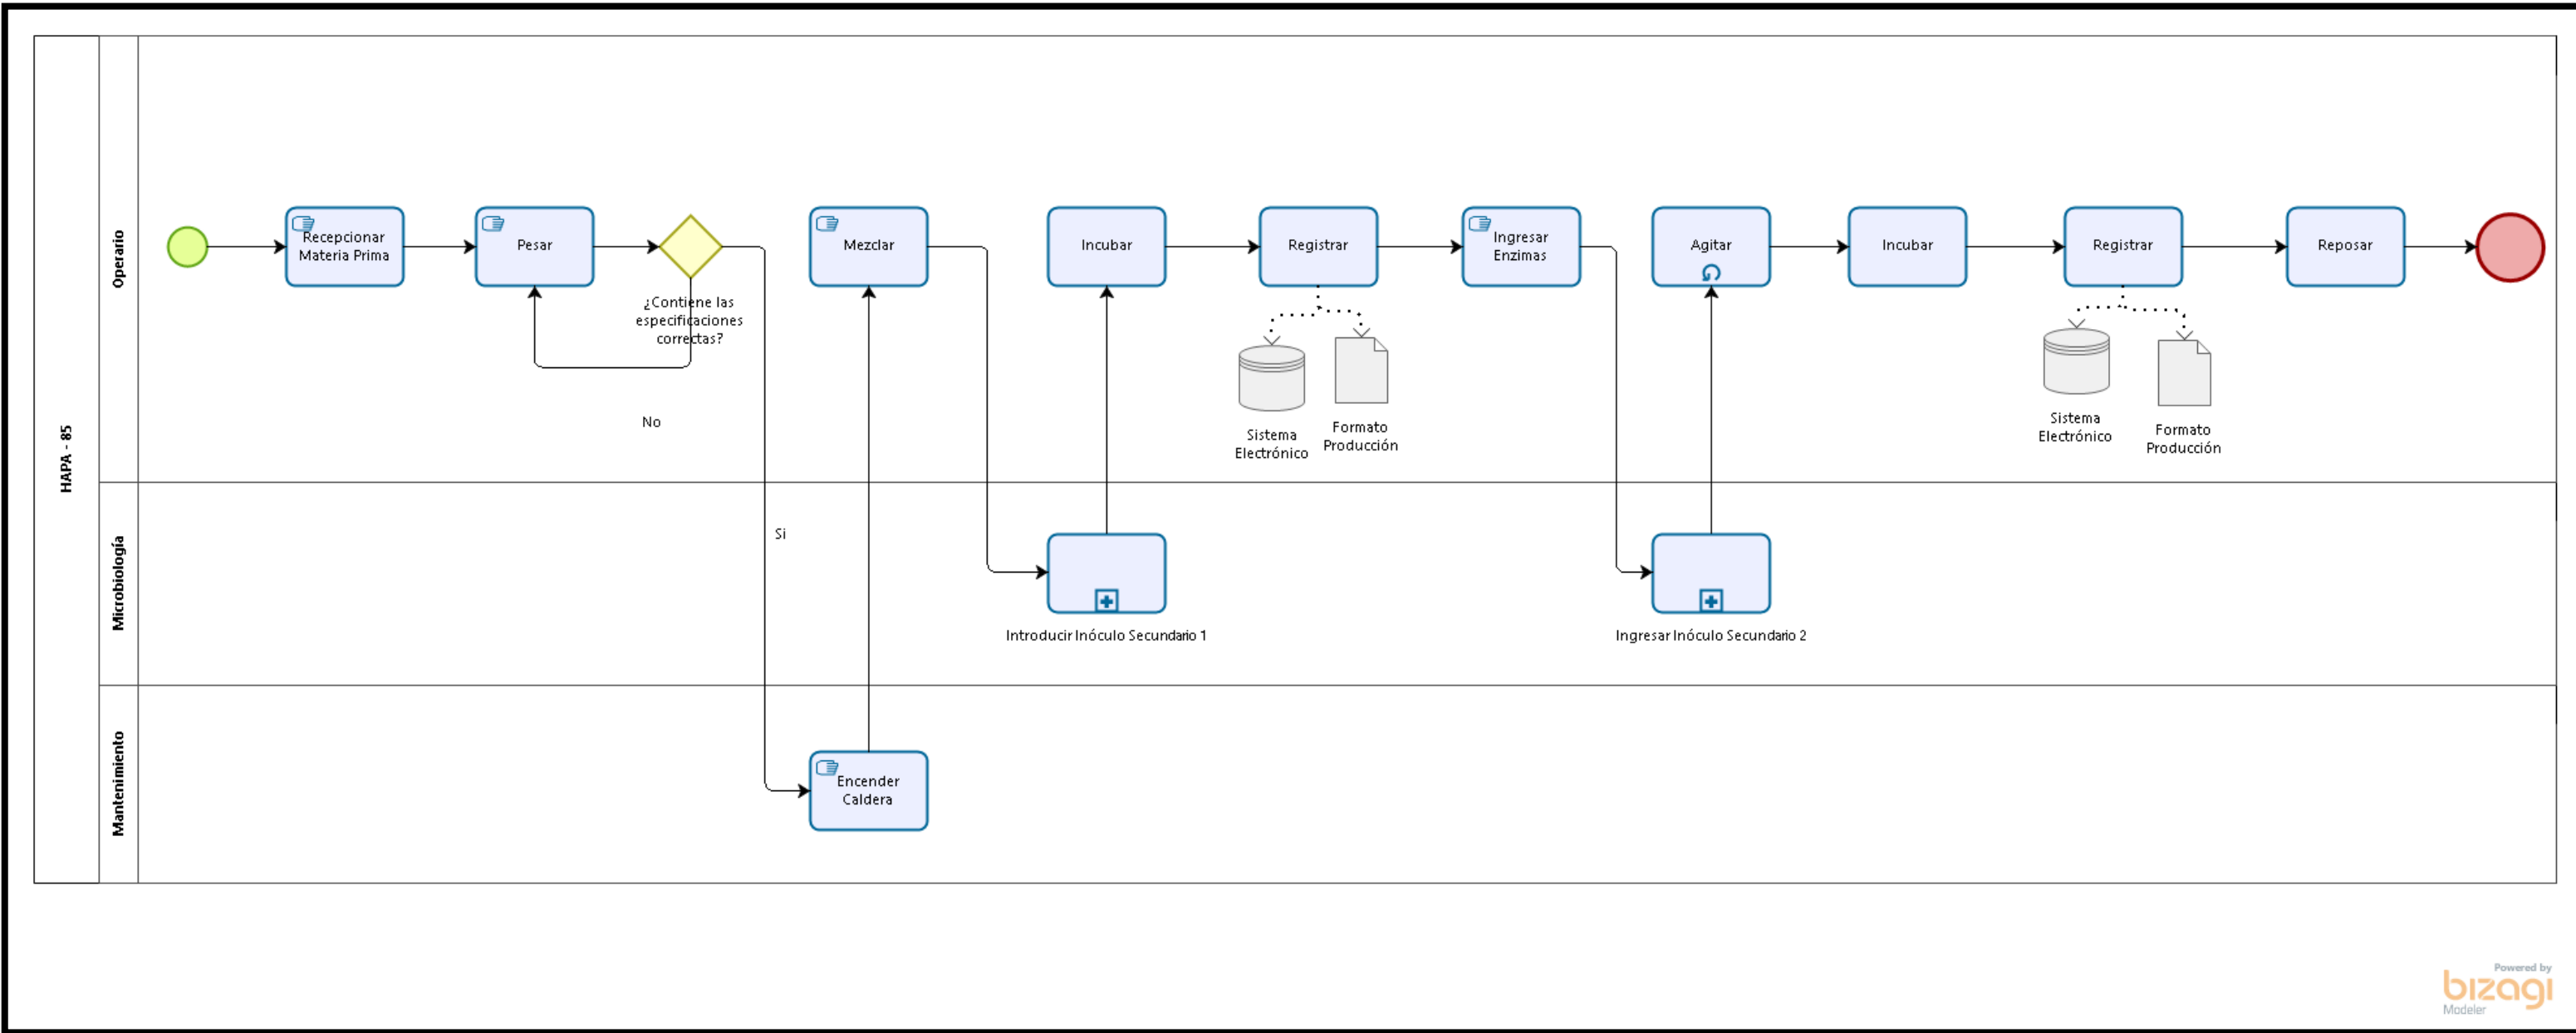 HAPA - 85
Operario
Recepcionar
Materia Prima
Pesar
¿Contiene las
especificaciones
correctas?
No
Si
Mezclar
Incubar
Registrar
Sistema
Electrónico
Formato
Producción
Ingresar
Enzimas
Agitar
Incubar
Registrar
Sistema
Electrónico
Formato
Producción
Reposar
Microbiología
Introducir Inóculo Secundario 1
Ingresar Inóculo Secundario 2
Mantenimiento
Encender
Caldera
Powered by
bizagi
Modeler